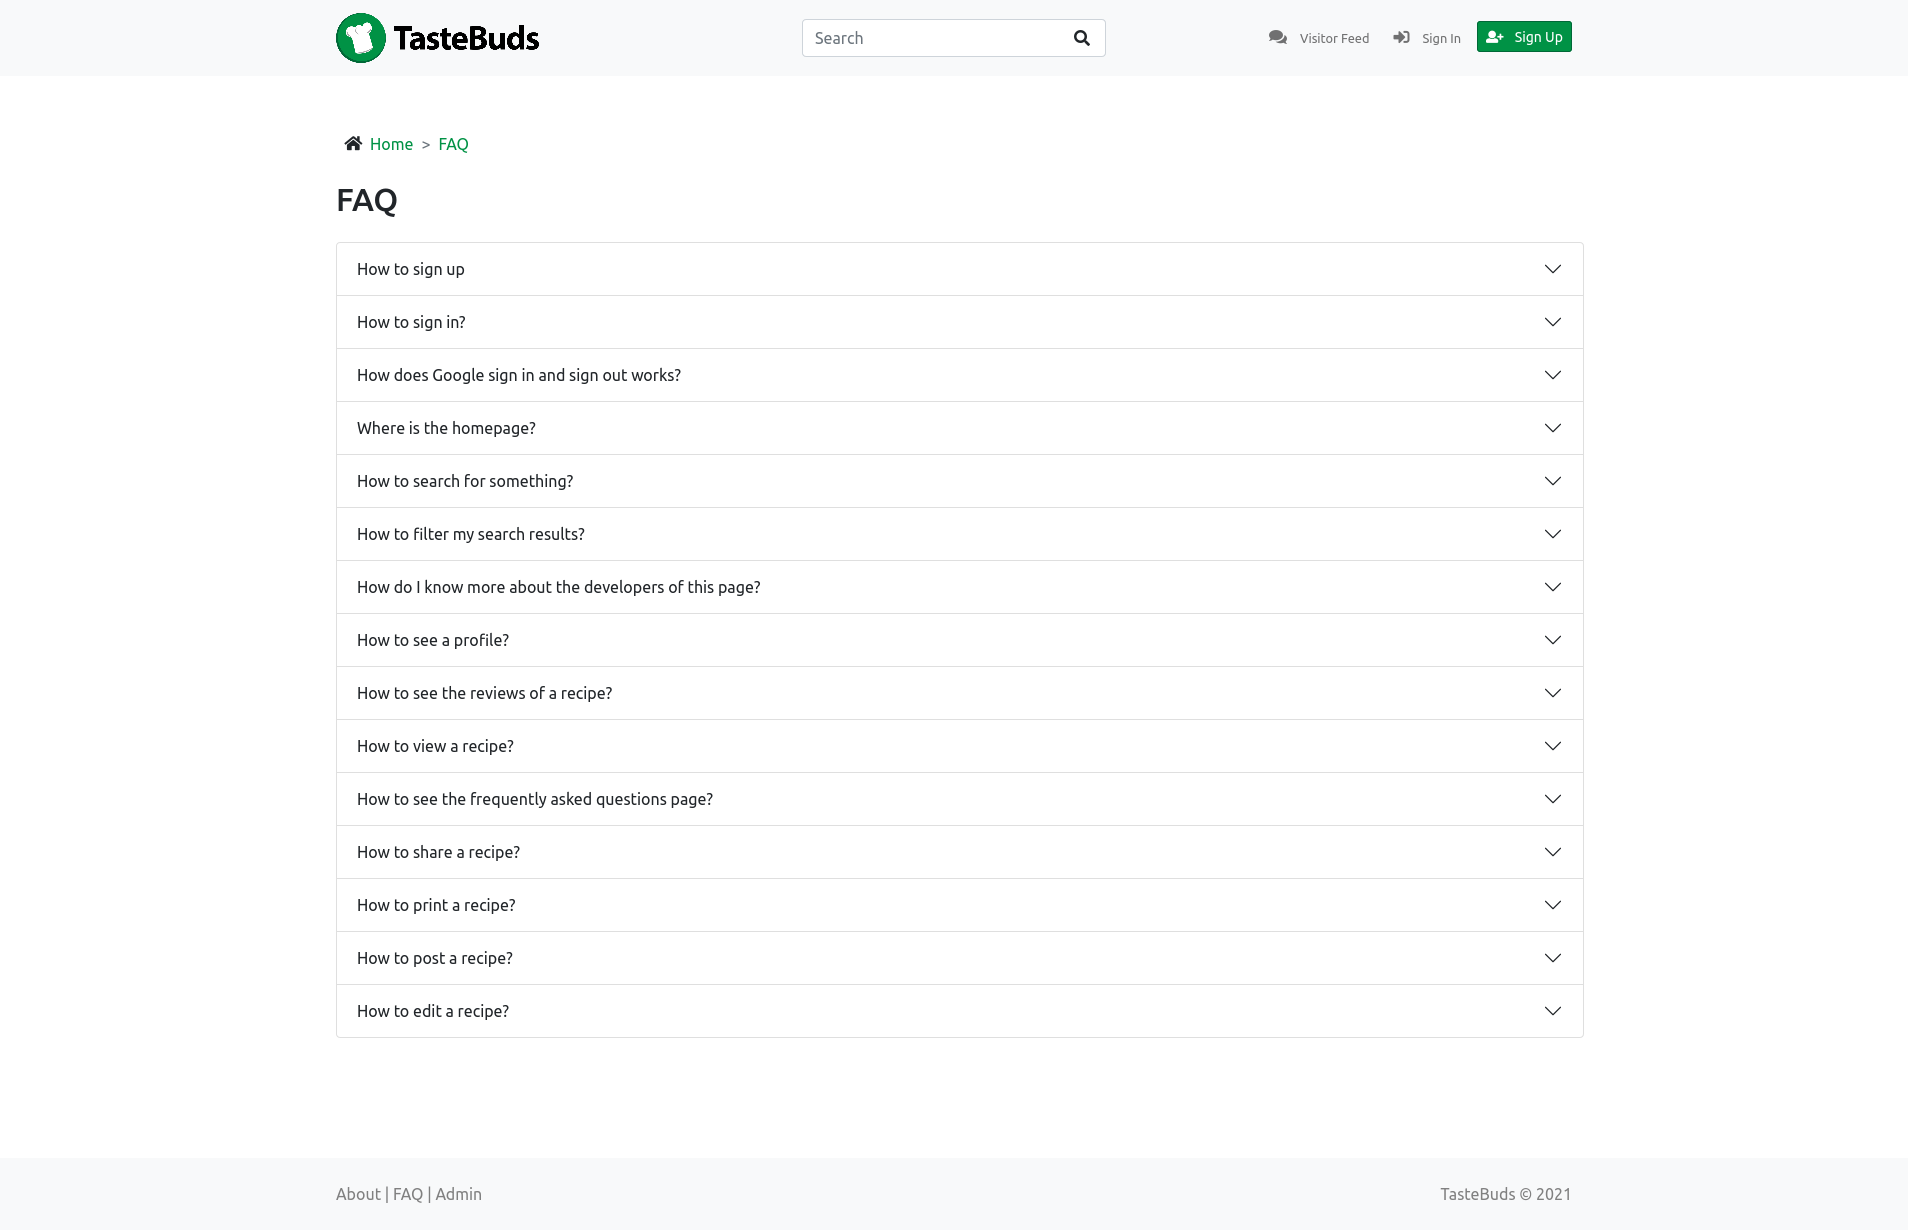 TasteBuds
Search
Visitor Feed
Sign In
Sign Up
Home > FAQ
FAQ
How to sign up
How to sign in?
How does Google sign in and sign out works?
Where is the homepage?
How to search for something?
How to filter my search results?
How do I know more about the developers of this page?
How to see a profile?
How to see the reviews of a recipe?
How to view a recipe?
How to see the frequently asked questions page?
How to share a recipe?
How to print a recipe?
How to post a recipe?
How to edit a recipe?
About | FAQ | Admin
TasteBuds © 2021